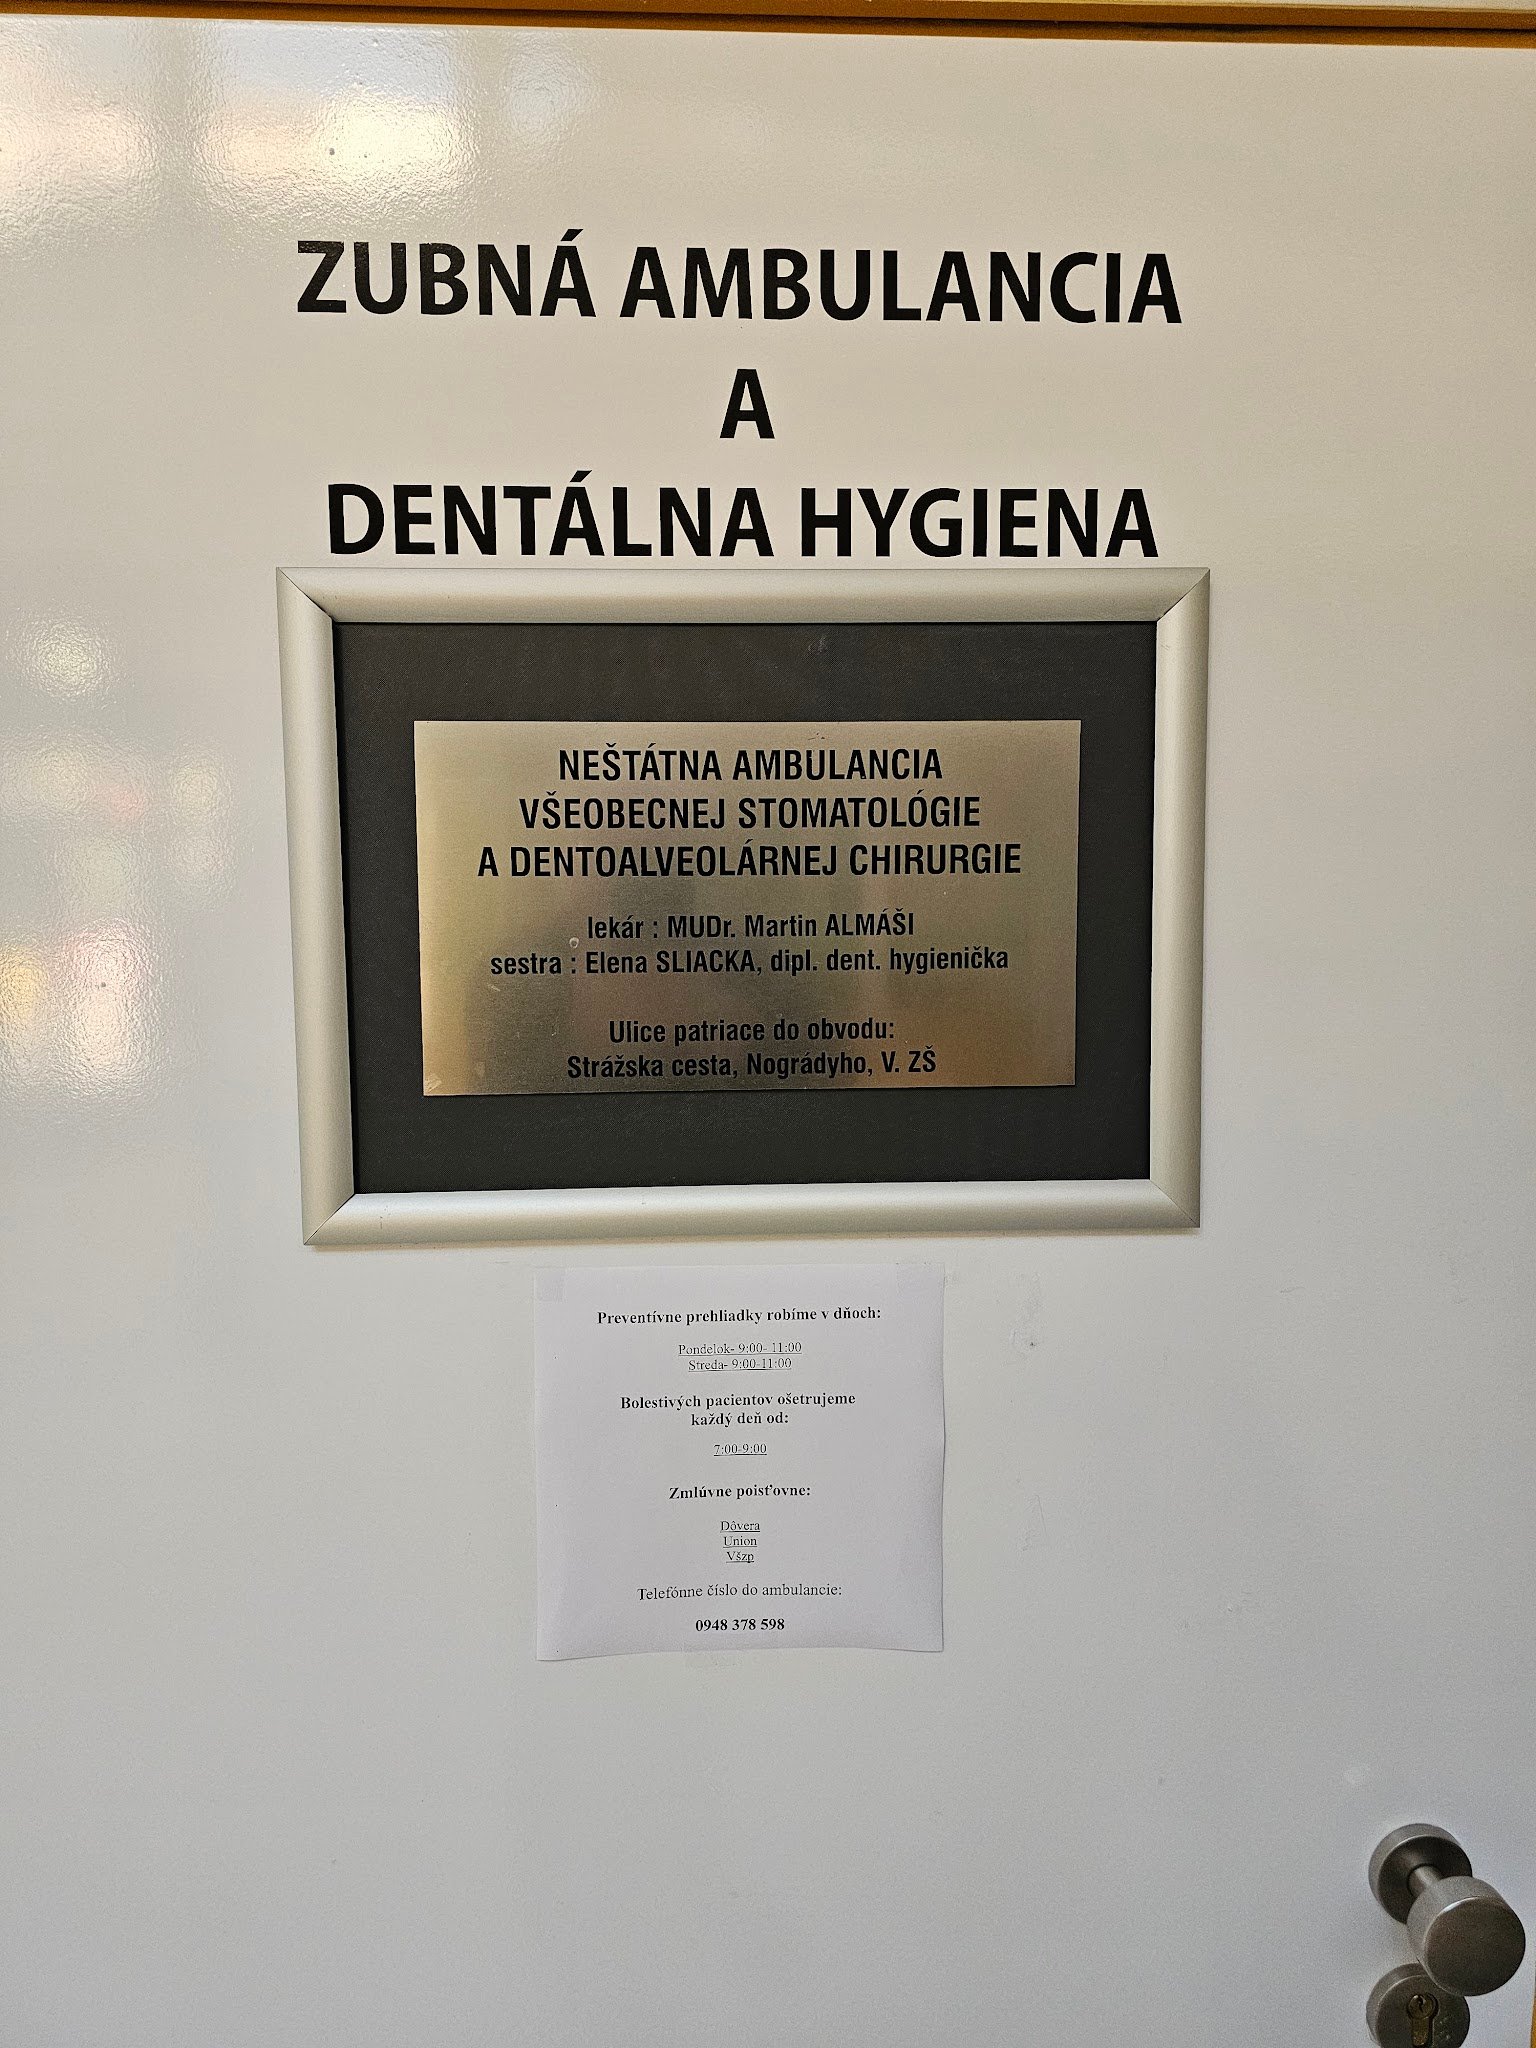 ZUBNÁ AMBULANCIA
A
DENTÁLNA HYGIENA
NEŠTÁTNA AMBULANCIA
VŠEOBECNEJ STOMATOLÓGIE
A DENTOALVEOLÁRNEJ CHIRURGIE
lekár : MUDr. Martin ALMÁŠI
sestra : Elena SLIACKA, dipl. dent. hygienička
Ulice patriace do obvodu:
Strážska cesta, Nográdyho, V. ZŠ
Preventívne prehliadky robíme v dňoch:
Pondelok- 9:00- 11:00
Streda- 9:00-11:00
Bolestivých pacientov ošetrujeme
každý deň od:
7:00-9:00
Zmlúvne poisťovne:
Dôvera
Union
Všzp
Telefónne číslo do ambulancie:
0948 378 598